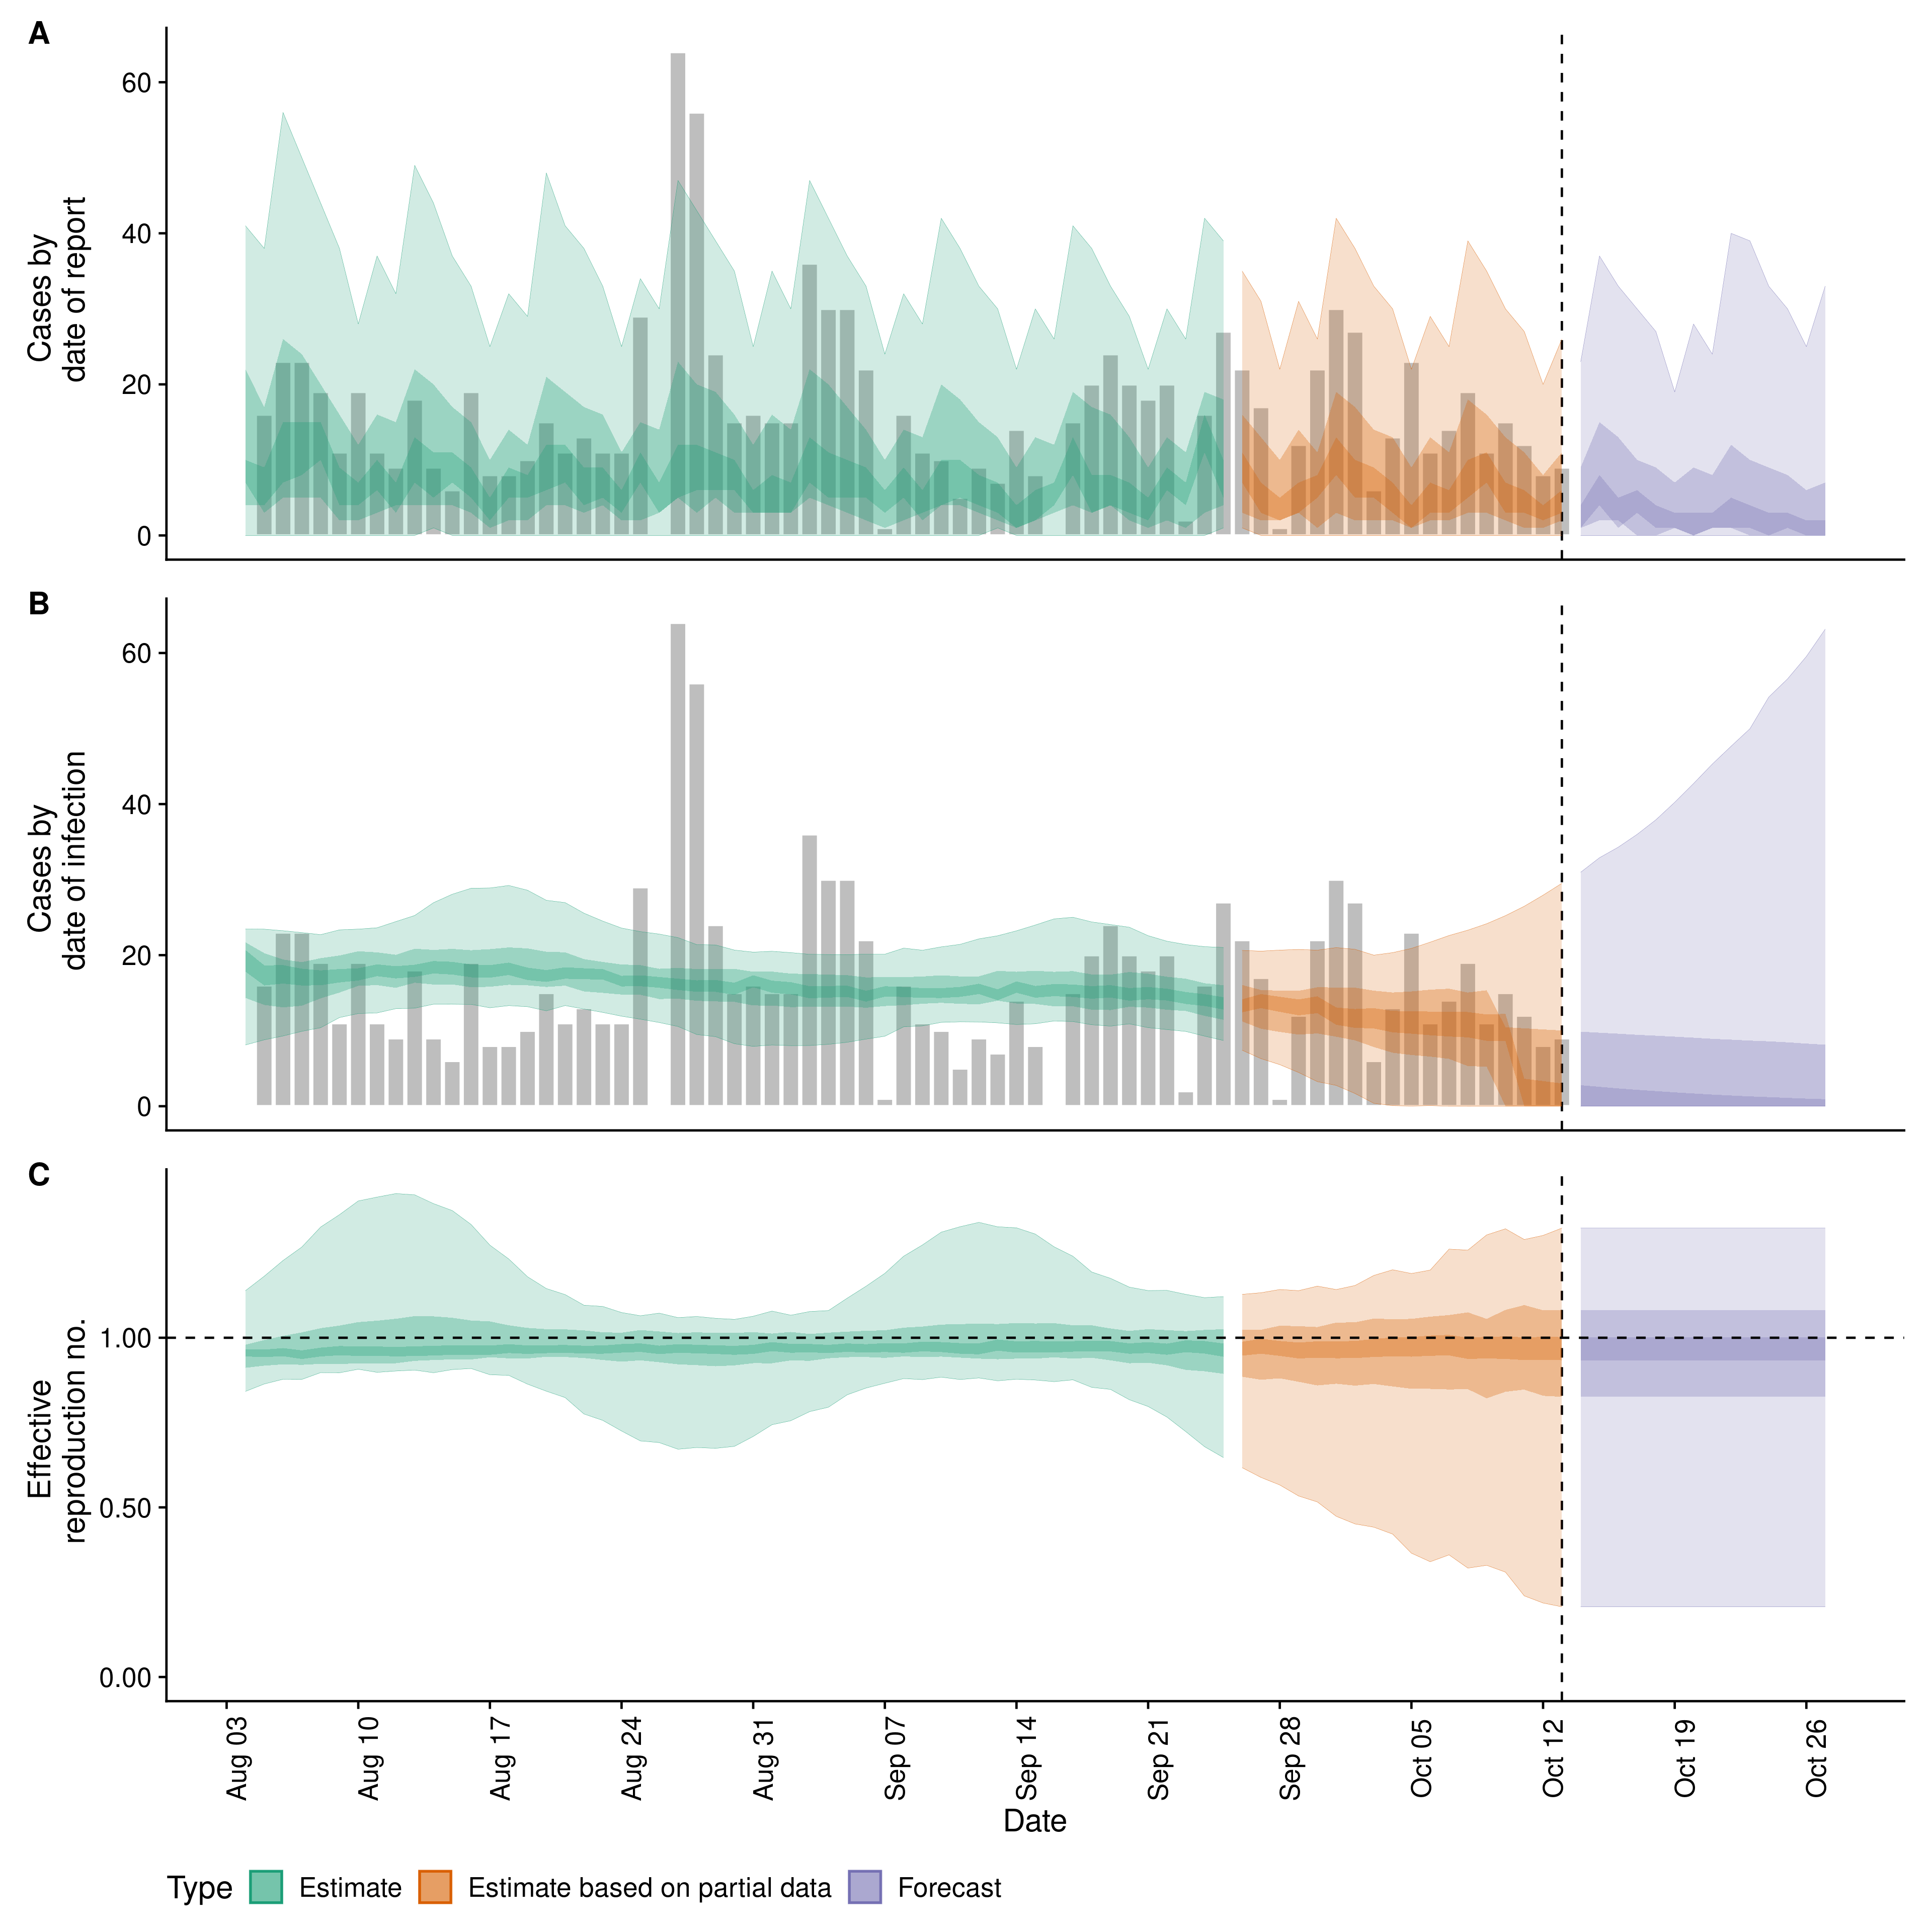 A
60
40
20
0
Cases by
date of report
B
60
40
20
0
Cases by
date of infection
C
1.00
0.50
0.00
Effective
reproduction no.
Aug 03
Aug 10
Aug 17
Aug 24
Aug 31
Sep 07
Sep 14
Sep 21
Sep 28
Oct 05
Oct 12
Oct 19
Oct 26
Date
Type Estimate Estimate based on partial data Forecast